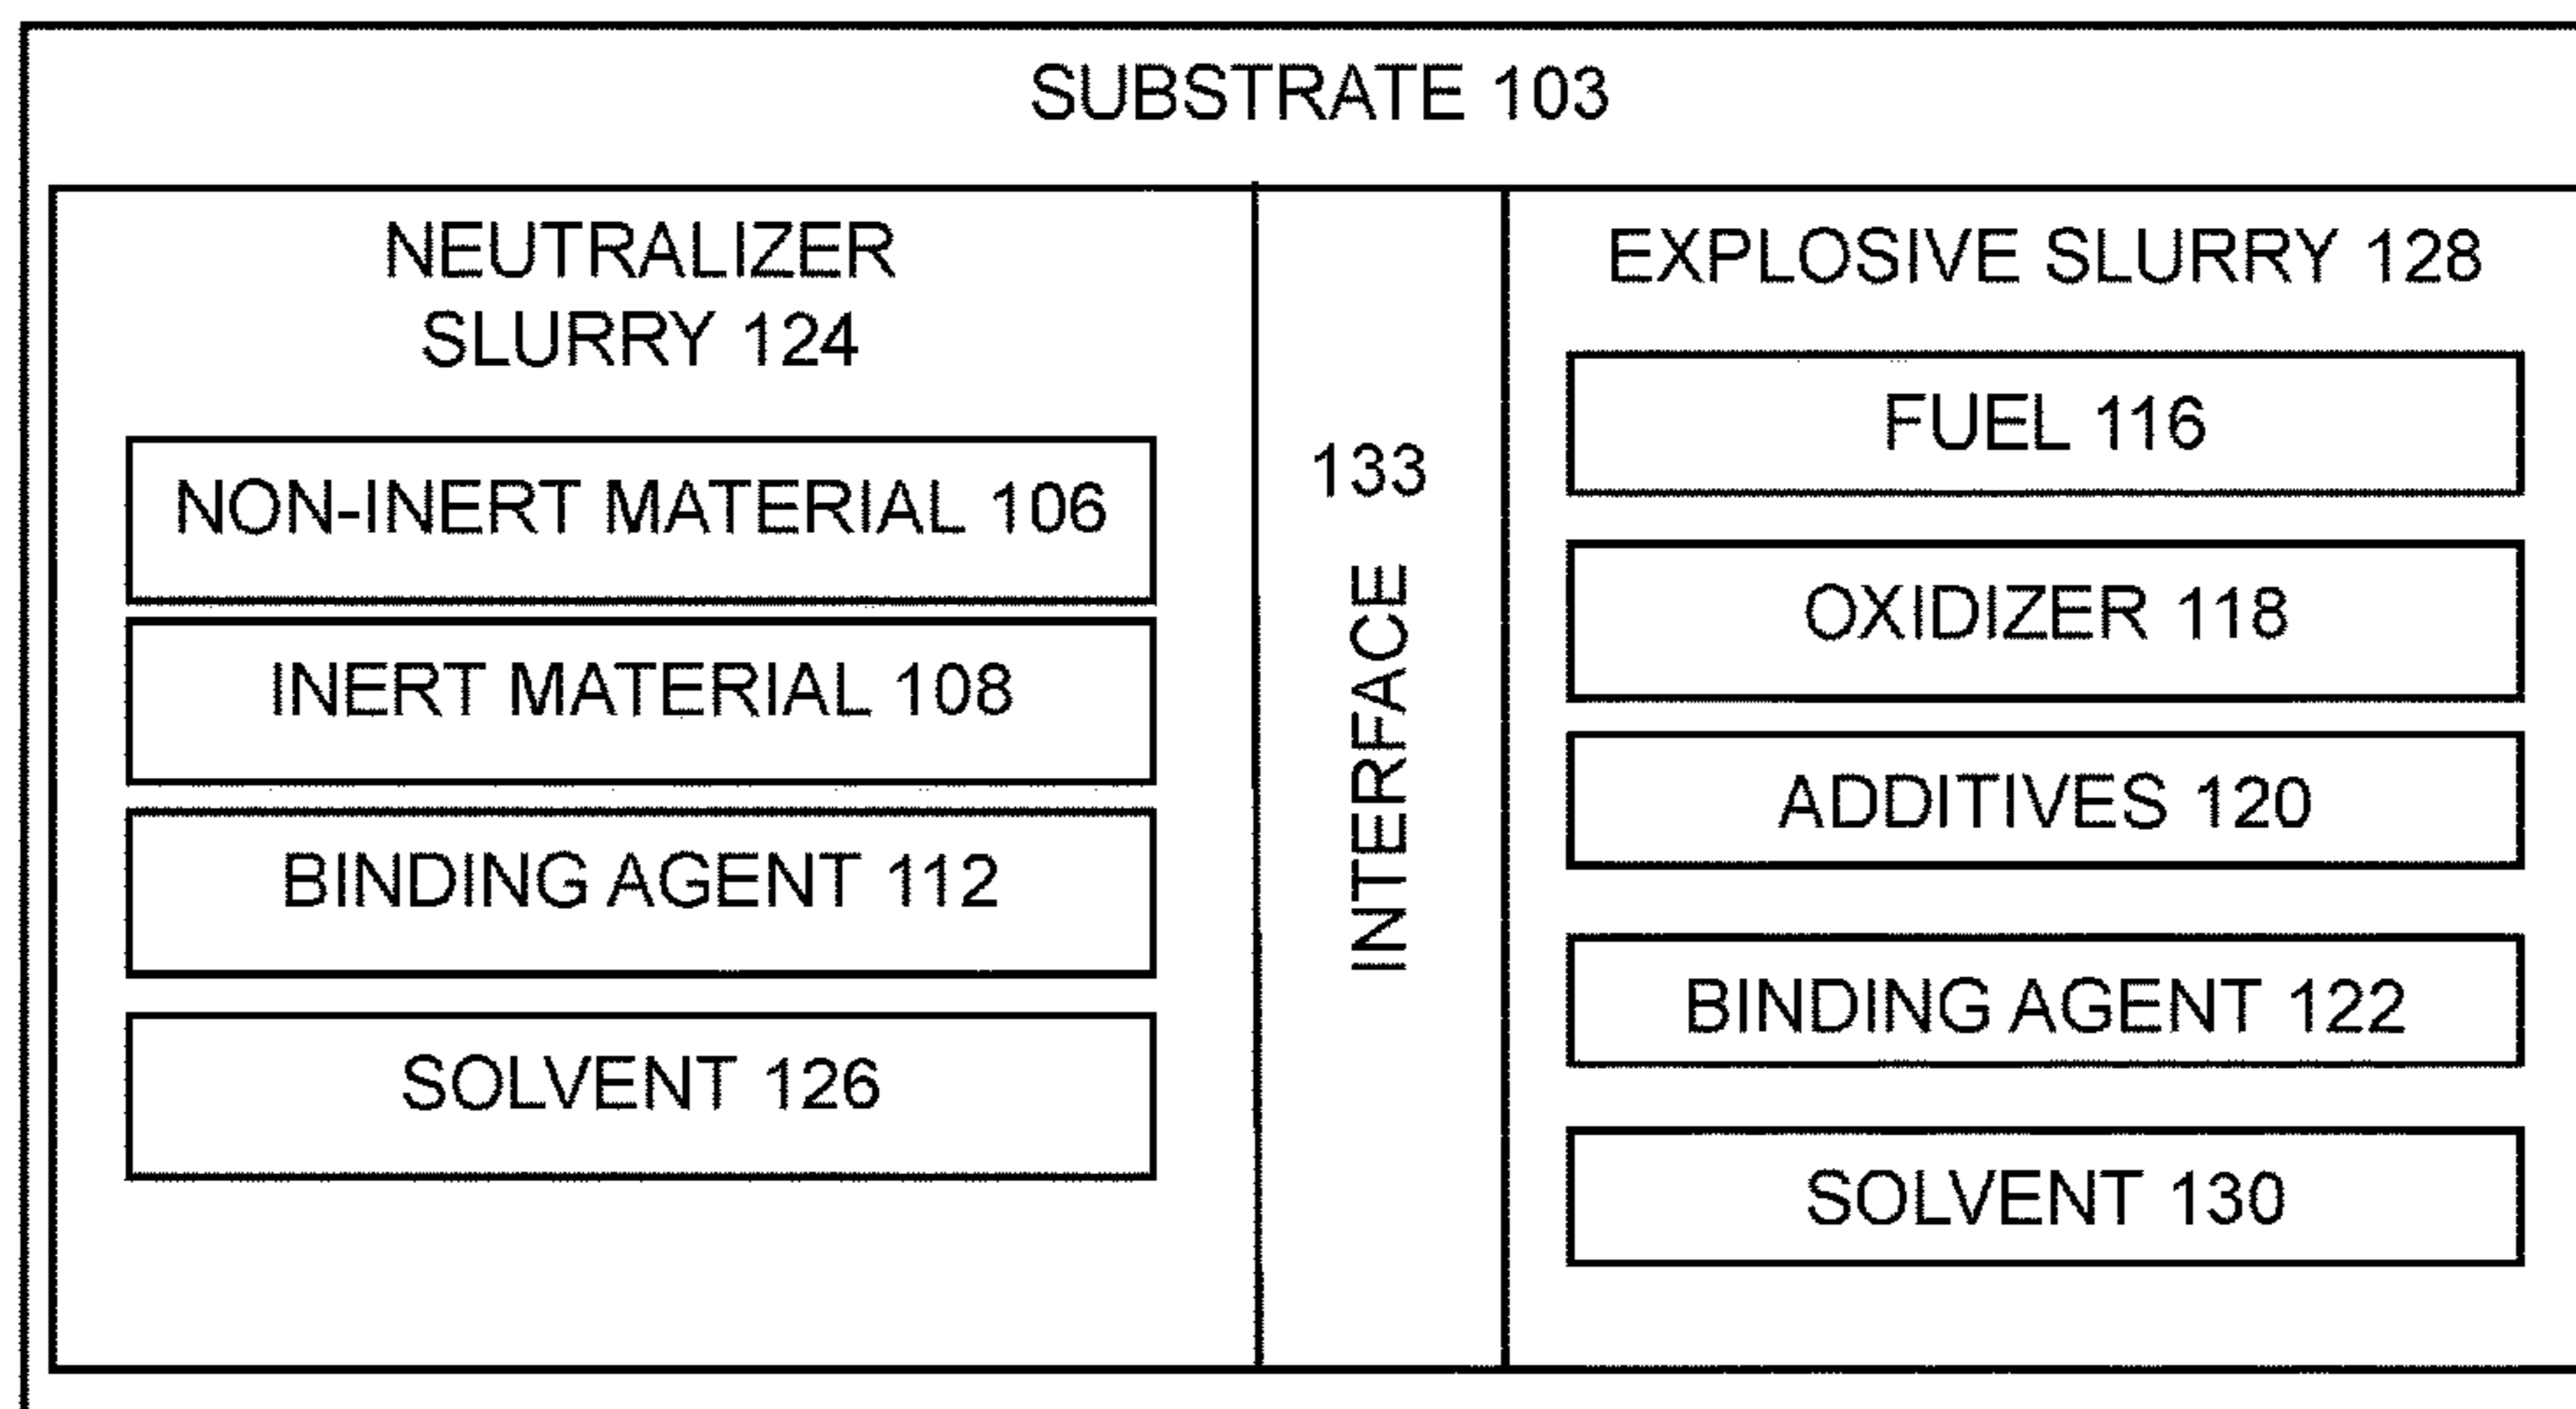 SUBSTRATE 103
NEUTRALIZER
SLURRY 124
NON-INERT MATERIAL 106
INERT MATERIAL 108
BINDING AGENT 112
SOLVENT 126
INTERFACE 133
EXPLOSIVE SLURRY 128
FUEL 116
OXIDIZER 118
ADDITIVES 120
BINDING AGENT 122
SOLVENT 130